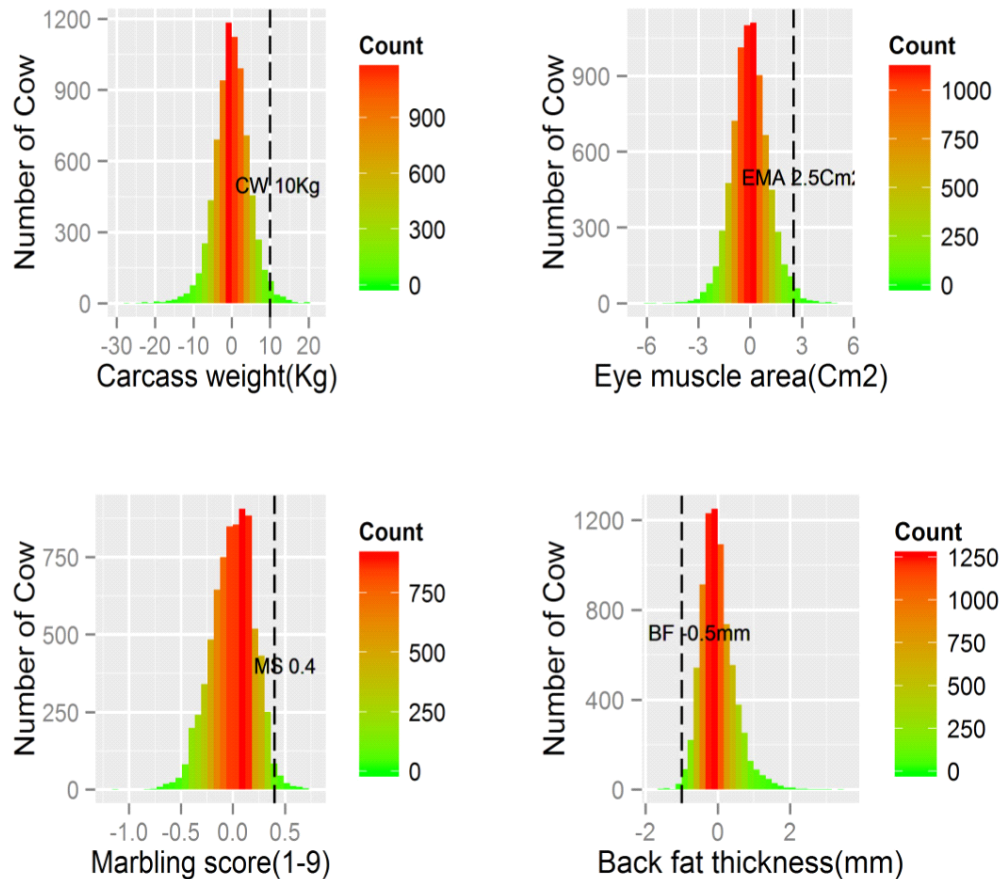 Number of Cow
1200
900
600
300
0
CW 10Kg
-30 -20 -10 0 10 20
Carcass weight(Kg)
Count
900
600
300
0
Number of Cow
900
600
300
0
EMA 2.5Cm2
-6 -3 0 3 6
Eye muscle area(Cm2)
Count
1000
750
500
250
0
Number of Cow
750
500
250
0
MS 0.4
-1.0 -0.5 0.0 0.5
Marbling score(1-9)
Count
750
500
250
0
Number of Cow
1200
800
400
0
BF -0.5mm
-2 0 2
Back fat thickness(mm)
Count
1250
1000
750
500
250
0